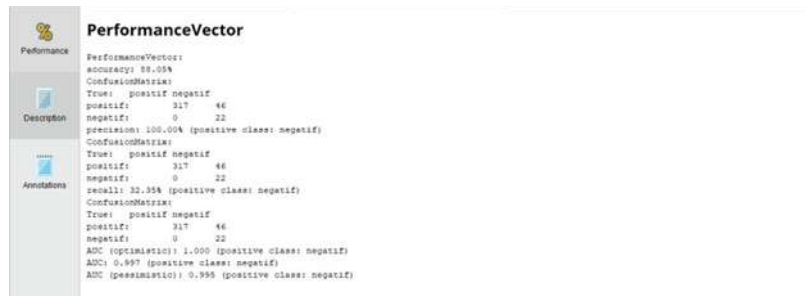 Performance
Description
Annotations
PerformanceVector
PerformanceVector:
accuracy: 88.05%
ConfusionMatrix:
True: positif negatif
positif: 317 46
negatif: 0 22
precision: 100.00% (positive class: negatif)
ConfusionMatrix:
True: positif negatif
positif: 317 46
negatif: 0 22
recall: 32.35% (positive class: negatif)
ConfusionMatrix:
True: positif negatif
positif: 317 46
negatif: 0 22
AUC (optimistic): 1.000 (positive class: negatif)
AUC: 0.997 (positive class: negatif)
AUC (pessimistic): 0.995 (positive class: negatif)